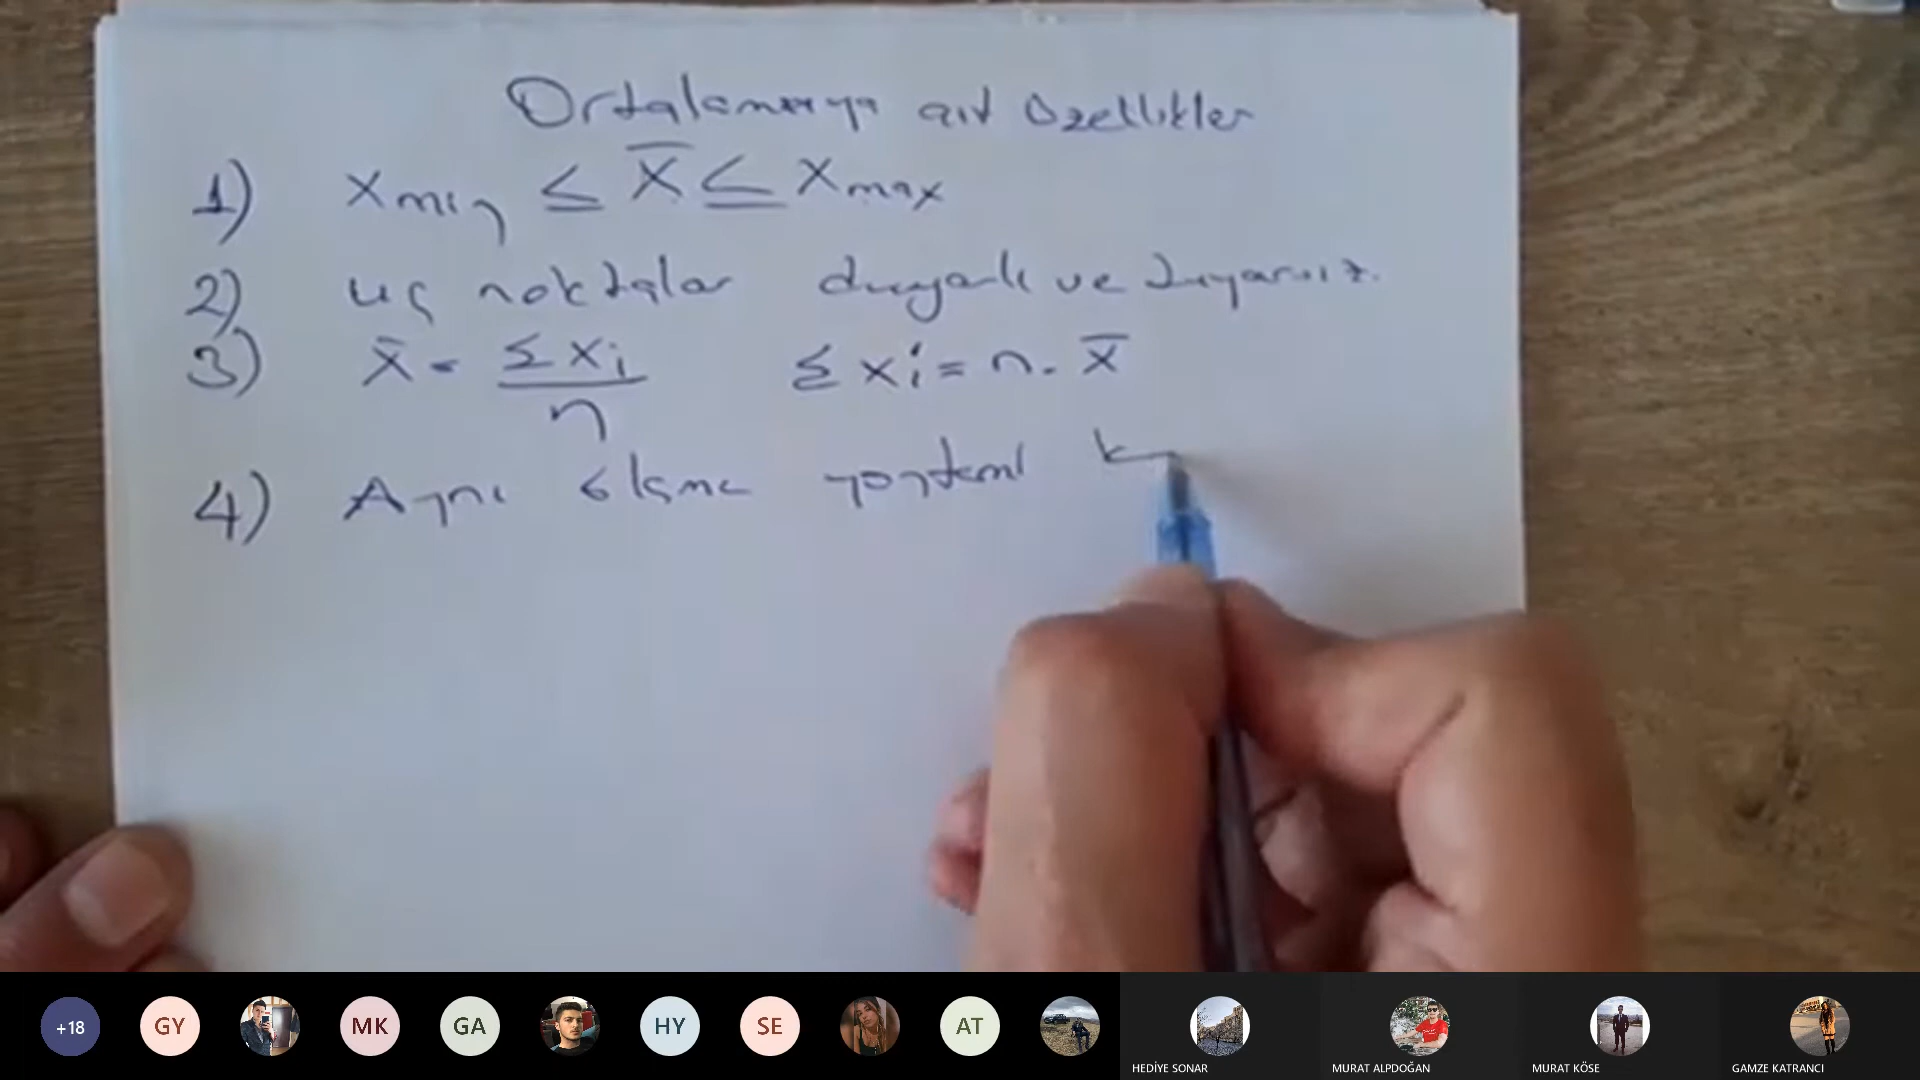 Ortalamaya ait özellikler
1) Xmin ≤ X̄ ≤ Xmax
2) uç noktalar duyarlı ve duyarsız.
3) x̄ = Σxi / n   Σxi = n. x̄
4) Aynı ölçme yöntemi k
+18 GY MK GA HY SE AT
HEDİYE SONAR MURAT ALPDOĞAN MURAT KÖSE GAMZE KATRANCI